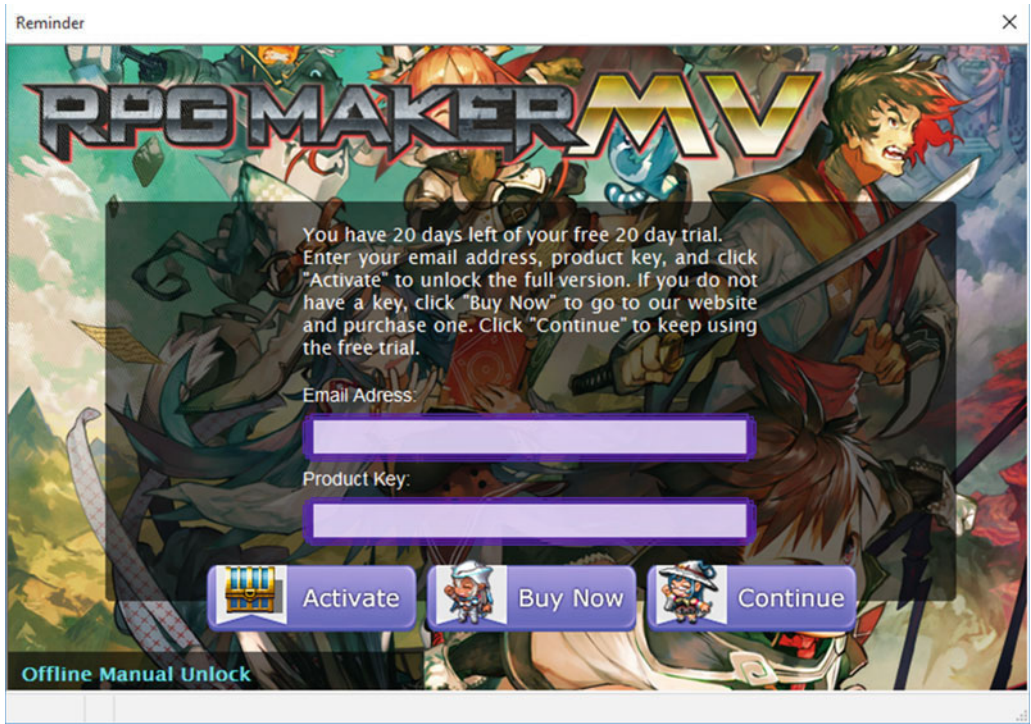 Reminder
RPG MAKER MV
You have 20 days left of your free 20 day trial.
Enter your email address, product key, and click
"Activate" to unlock the full version. If you do not
have a key, click "Buy Now" to go to our website
and purchase one. Click "Continue" to keep using
the free trial.
Email Adress:
Product Key:
Activate
Buy Now
Continue
Offline Manual Unlock